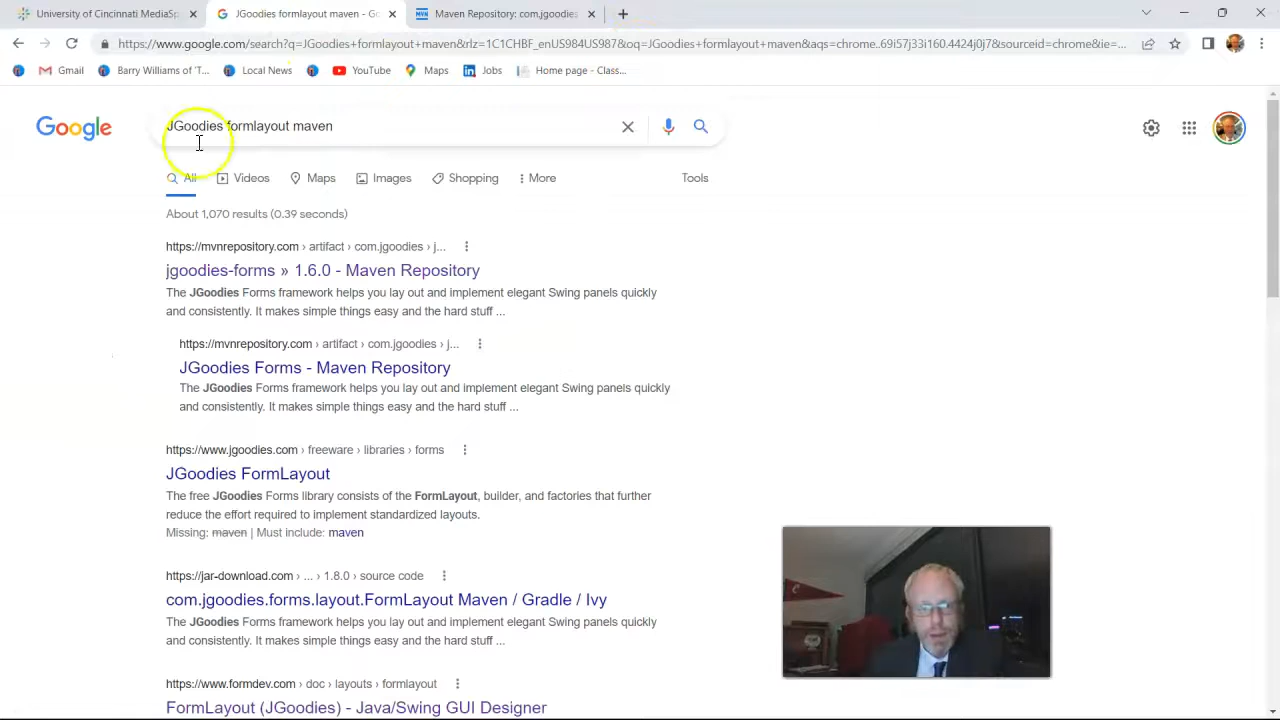 University of Cincinnati MediaSp
JGoodies formlayout maven - Go
Maven Repository: com.jgoodies
https://www.google.com/search?q=JGoodies+formlayout+maven&rlz=1C1CHBF_enUS984US987&oq=JGoodies+formlayout+maven&aqs=chrome..69i57j33i160.4424j0j7&sourceid=chrome&ie=...
Gmail
Barry Williams of 'T...
Local News
YouTube
Maps
Jobs
Home page - Class...
Google
JGoodies formlayout maven
All
Videos
Maps
Images
Shopping
More
Tools
About 1,070 results (0.39 seconds)
https://mvnrepository.com › artifact › com.jgoodies › j...
jgoodies-forms » 1.6.0 - Maven Repository
The JGoodies Forms framework helps you lay out and implement elegant Swing panels quickly
and consistently. It makes simple things easy and the hard stuff ...
https://mvnrepository.com › artifact › com.jgoodies › j...
JGoodies Forms - Maven Repository
The JGoodies Forms framework helps you lay out and implement elegant Swing panels quickly
and consistently. It makes simple things easy and the hard stuff ...
https://www.jgoodies.com › freeware › libraries › forms
JGoodies FormLayout
The free JGoodies Forms library consists of the FormLayout, builder, and factories that further
reduce the effort required to implement standardized layouts.
Missing: maven | Must include: maven
https://jar-download.com › ... › 1.8.0 › source code
com.jgoodies.forms.layout.FormLayout Maven / Gradle / Ivy
The JGoodies Forms framework helps you lay out and implement elegant Swing panels quickly
and consistently. It makes simple things easy and the hard stuff ...
https://www.formdev.com › doc › layouts › formlayout
FormLayout (JGoodies) - Java/Swing GUI Designer